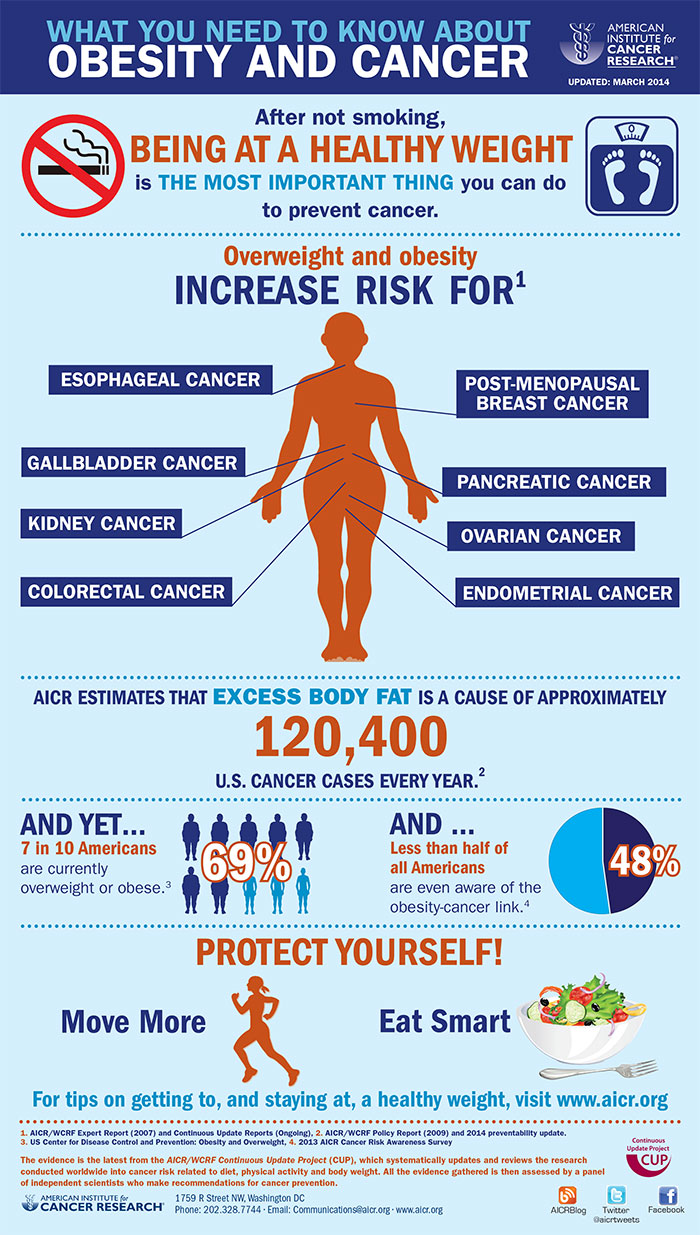 WHAT YOU NEED TO KNOW ABOUT
OBESITY AND CANCER
AMERICAN
INSTITUTE for
CANCER
RESEARCH®
UPDATED: MARCH 2014
After not smoking,
BEING AT A HEALTHY WEIGHT
is THE MOST IMPORTANT THING you can do
to prevent cancer.
Overweight and obesity
INCREASE RISK FOR1
ESOPHAGEAL CANCER
POST-MENOPAUSAL
BREAST CANCER
GALLBLADDER CANCER
PANCREATIC CANCER
KIDNEY CANCER
OVARIAN CANCER
COLORECTAL CANCER
ENDOMETRIAL CANCER
AICR ESTIMATES THAT EXCESS BODY FAT IS A CAUSE OF APPROXIMATELY
120,400
U.S. CANCER CASES EVERY YEAR.2
AND YET...
7 in 10 Americans
are currently
overweight or obese.3
69%
AND ...
Less than half of
all Americans
are even aware of the
obesity-cancer link.4
48%
PROTECT YOURSELF!
Move More
Eat Smart
For tips on getting to, and staying at, a healthy weight, visit www.aicr.org
1. AICR/WCRF Expert Report (2007) and Continuous Update Reports (Ongoing), 2. AICR/WCRF Policy Report (2009) and 2014 preventability update.
3. US Center for Disease Control and Prevention: Obesity and Overweight, 4. 2013 AICR Cancer Risk Awareness Survey
The evidence is the latest from the AICR/WCRF Continuous Update Project (CUP), which systematically updates and reviews the research
conducted worldwide into cancer risk related to diet, physical activity and body weight. All the evidence gathered is then assessed by a panel
of independent scientists who make recommendations for cancer prevention.
Continuous
Update Project
CUP
AMERICAN INSTITUTE for
CANCER RESEARCH®
1759 R Street NW, Washington DC
Phone: 202.328.7744 · Email: Communications@aicr.org · www.aicr.org
AICRBlog
Twitter
@aicrtweets
Facebook